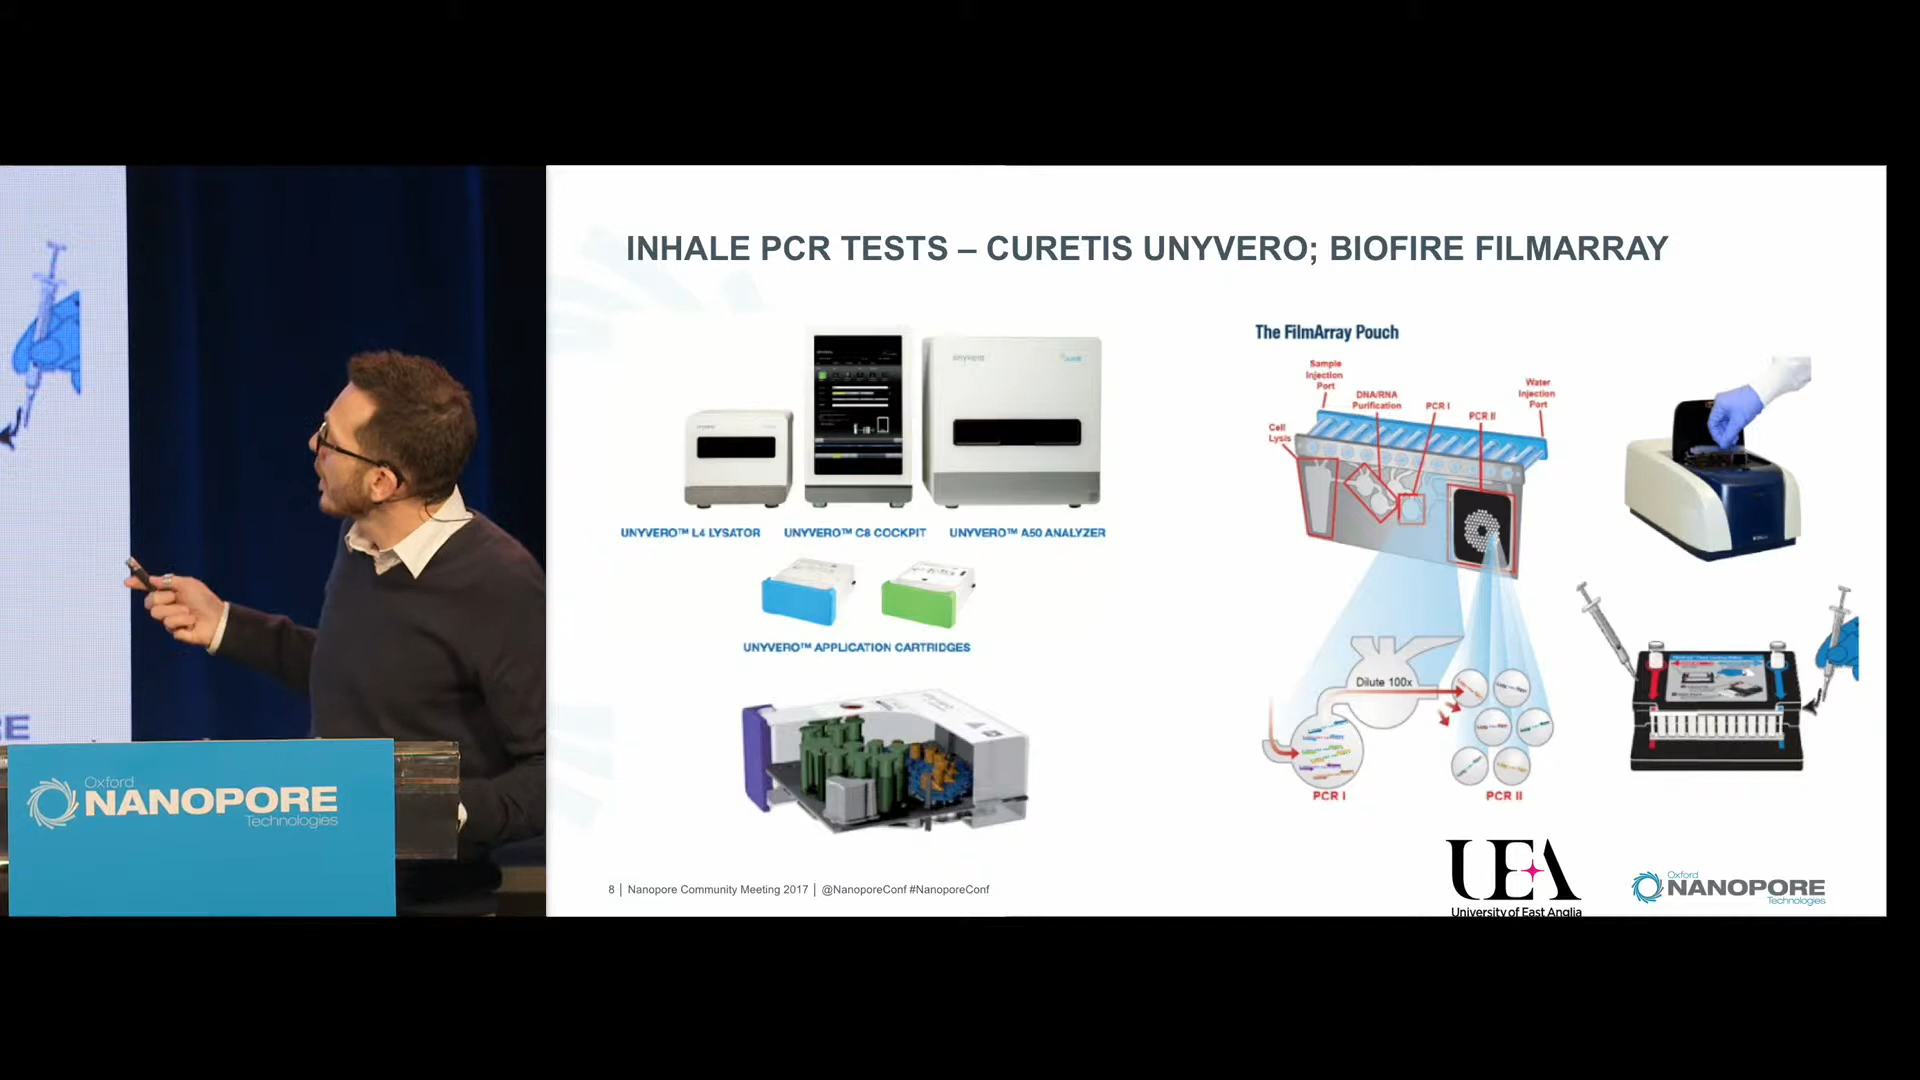 INHALE PCR TESTS – CURETIS UNYVERO; BIOFIRE FILMARRAY
unyvero
UNYVERO™ L4 LYSATOR
UNYVERO™ C8 COCKPIT
UNYVERO™ A50 ANALYZER
UNYVERO™ APPLICATION CARTRIDGES
The FilmArray Pouch
Sample
Injection
Port
DNA/RNA
Purification
PCR I
PCR II
Water
Injection
Port
Cell
Lysis
Dilute 100x
PCR I
PCR II
8 | Nanopore Community Meeting 2017 | @NanoporeConf #NanoporeConf
UEA
University of East Anglia
Oxford
NANOPORE
Technologies
E
Oxford
NANOPORE
Technologies